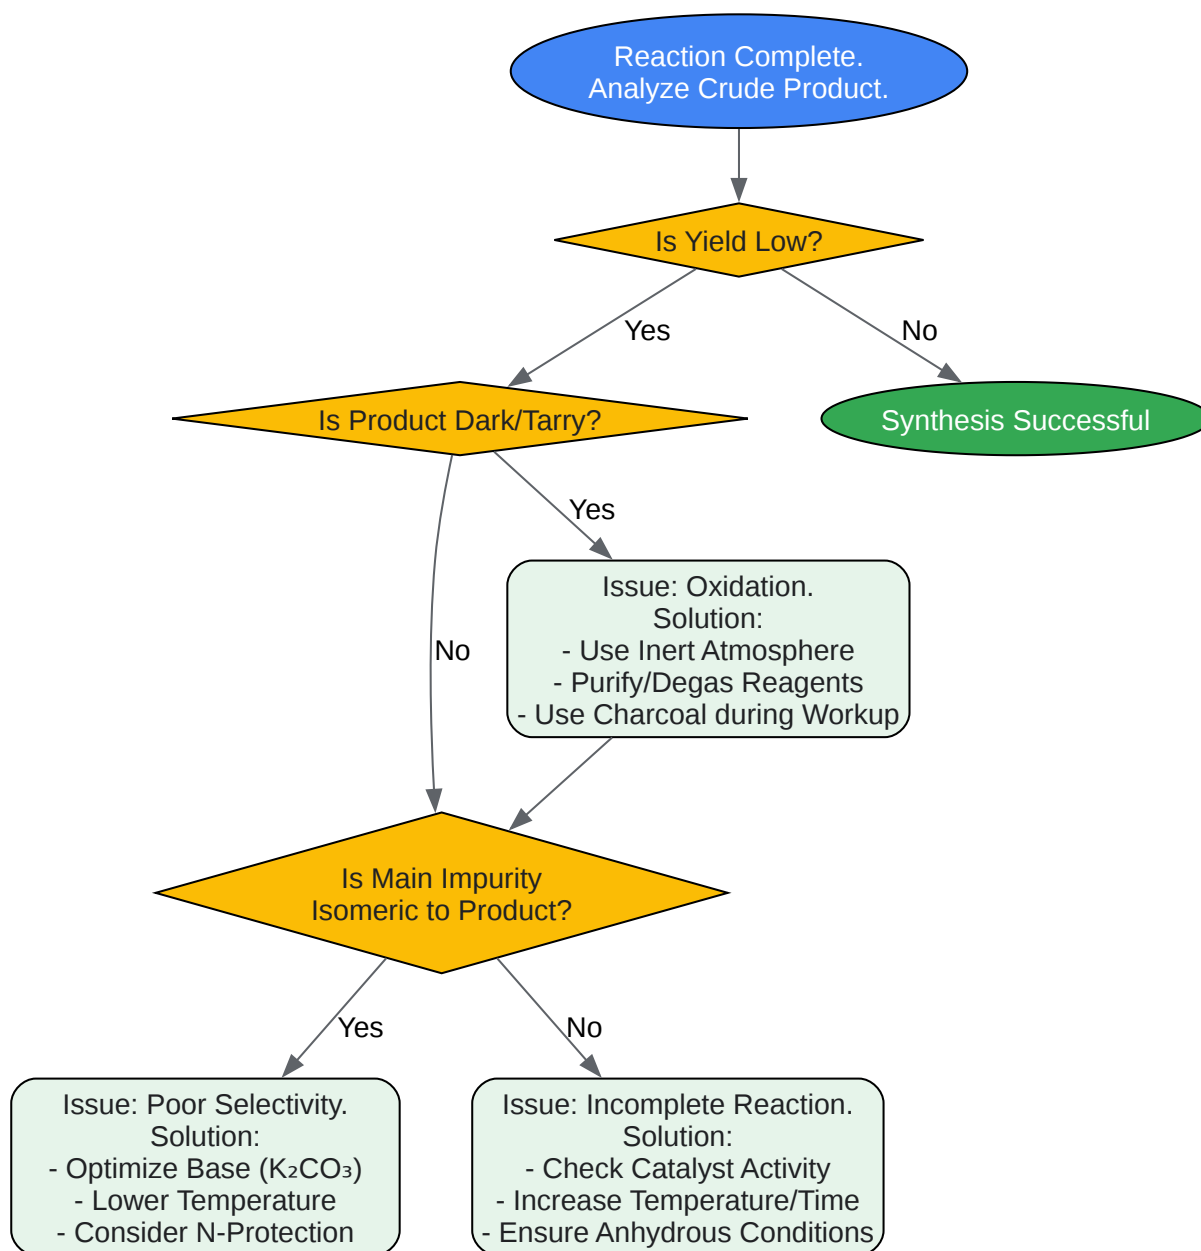 Reaction Complete.
Analyze Crude Product.
Is Yield Low?
Yes
No
Is Product Dark/Tarry?
Synthesis Successful
Yes
Issue: Oxidation.
Solution:
- Use Inert Atmosphere
- Purify/Degas Reagents
- Use Charcoal during Workup
No
Is Main Impurity
Isomeric to Product?
Yes
No
Issue: Poor Selectivity.
Solution:
- Optimize Base (K₂CO₃)
- Lower Temperature
- Consider N-Protection
Issue: Incomplete Reaction.
Solution:
- Check Catalyst Activity
- Increase Temperature/Time
- Ensure Anhydrous Conditions